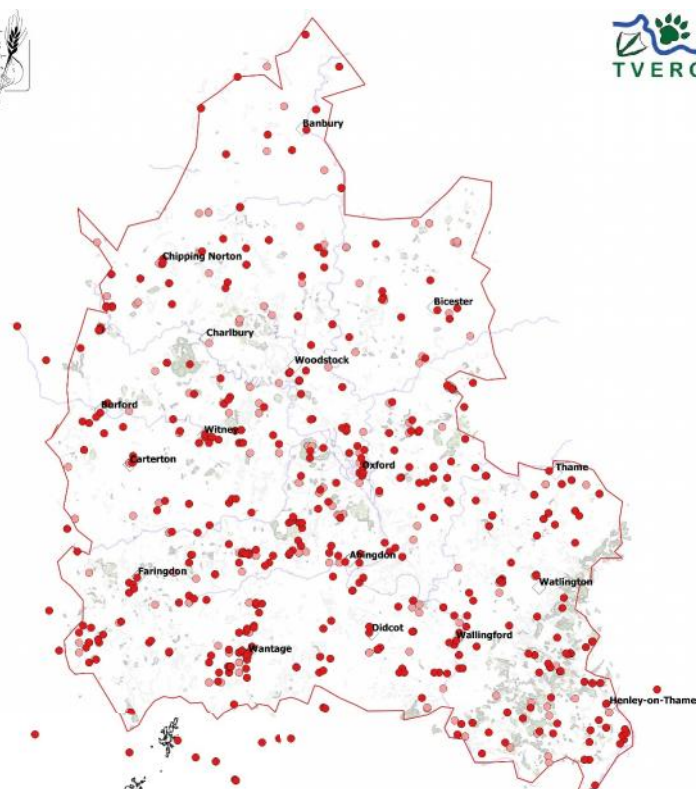 TVERC
Banbury
Chipping Norton
Bicester
Charlbury
Woodstock
Burford
Witney
Carterton
Oxford
Thame
Abingdon
Faringdon
Watlington
Didcot
Wallingford
Wantage
Henley-on-Thame